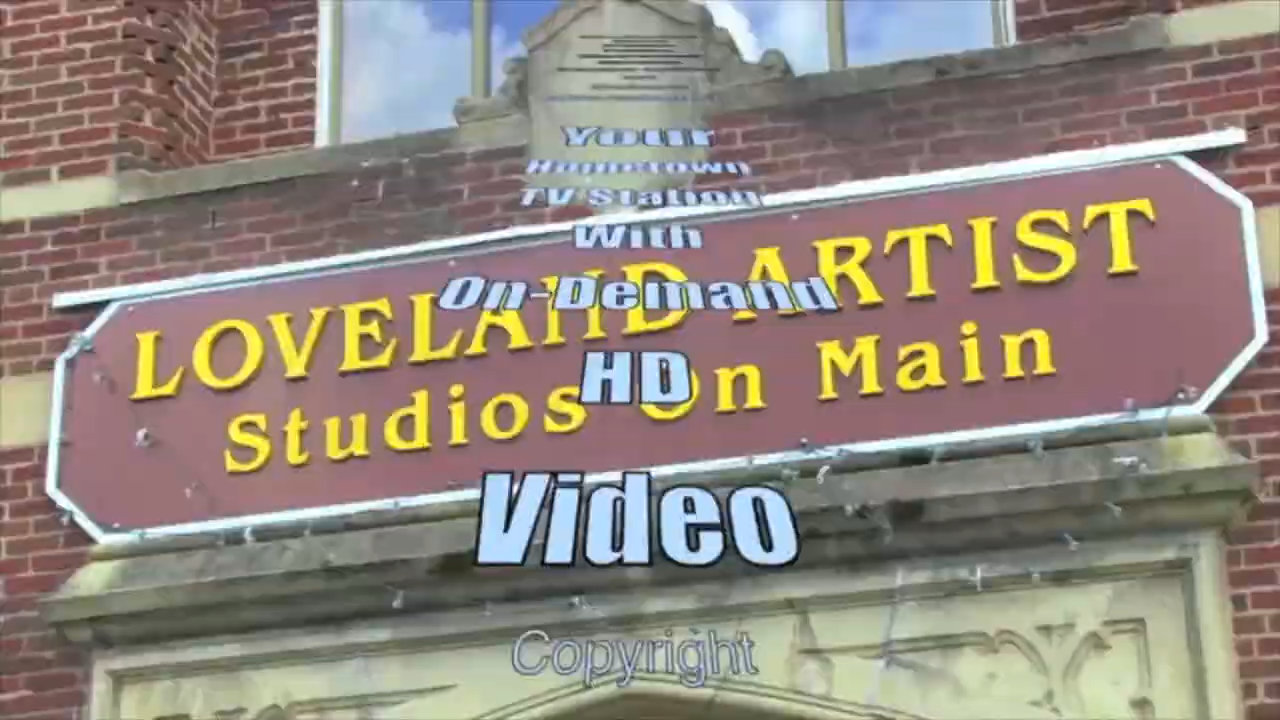 Your
Hometown
TV Station
With
On-Demand
HD
Video
LOVELAND ARTIST
Studios On Main
Copyright